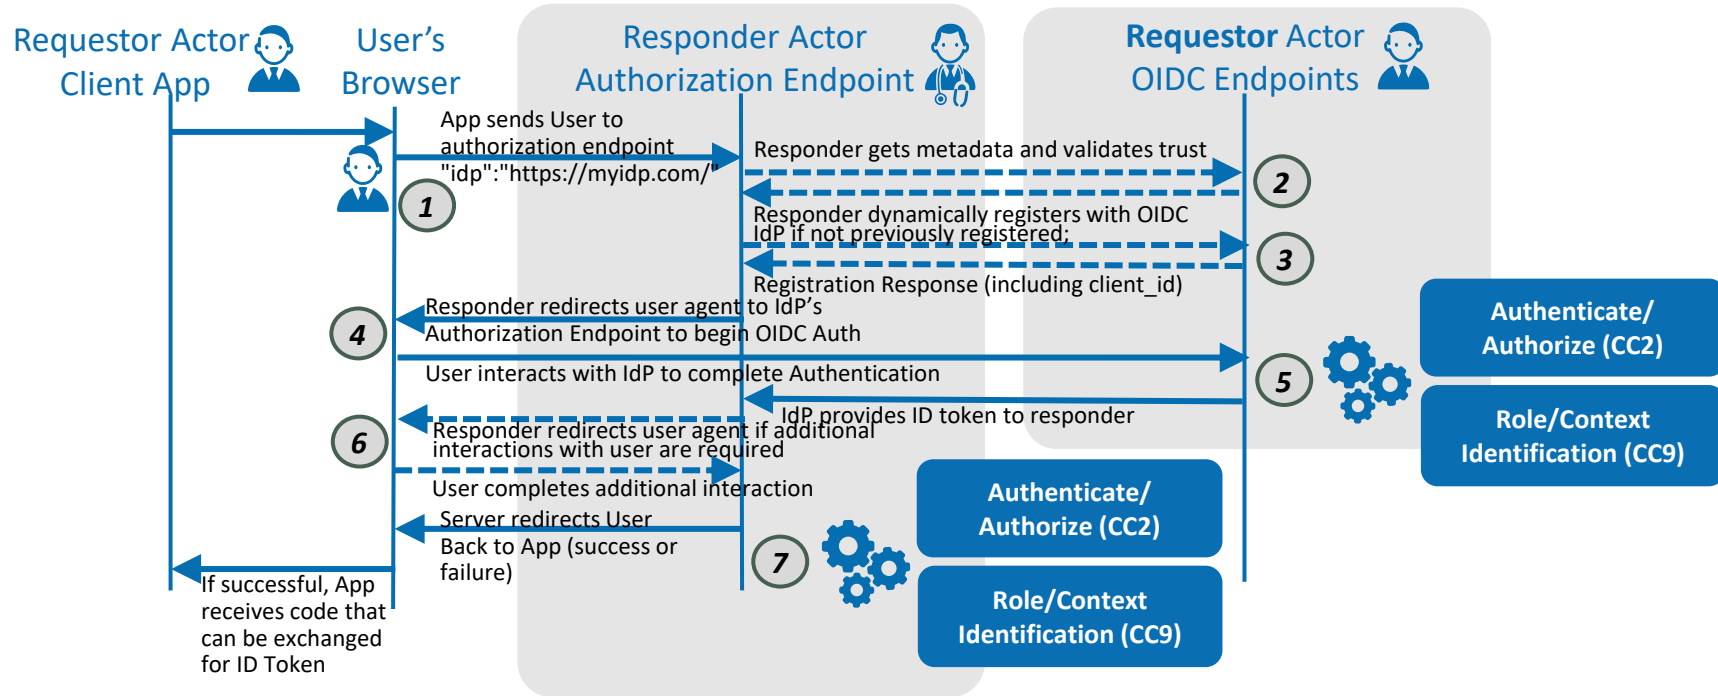 Requestor Actor
Client App
User's
Browser
Responder Actor
Authorization Endpoint
Requestor Actor
OIDC Endpoints
App sends User to
authorization endpoint
"idp":"https://myidp.com/"
1
Responder gets metadata and validates trust
2
Responder dynamically registers with OIDC
IdP if not previously registered;
3
Registration Response (including client_id)
Responder redirects user agent to IdP's
Authorization Endpoint to begin OIDC Auth
4
User interacts with IdP to complete Authentication
5
Authenticate/
Authorize (CC2)
Role/Context
Identification (CC9)
IdP provides ID token to responder
Responder redirects user agent if additional
interactions with user are required
6
User completes additional interaction
Server redirects User
Back to App (success or
failure)
7
Authenticate/
Authorize (CC2)
Role/Context
Identification (CC9)
If successful, App
receives code that
can be exchanged
for ID Token